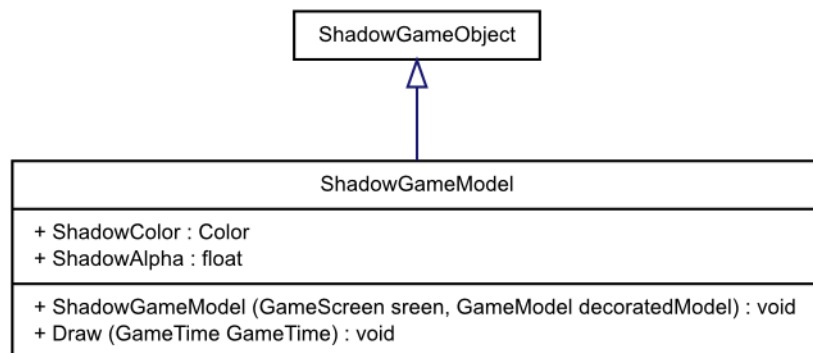 ShadowGameObject
ShadowGameModel
+ ShadowColor : Color
+ ShadowAlpha : float
+ ShadowGameModel (GameScreen sreen, GameModel decoratedModel) : void
+ Draw (GameTime GameTime) : void